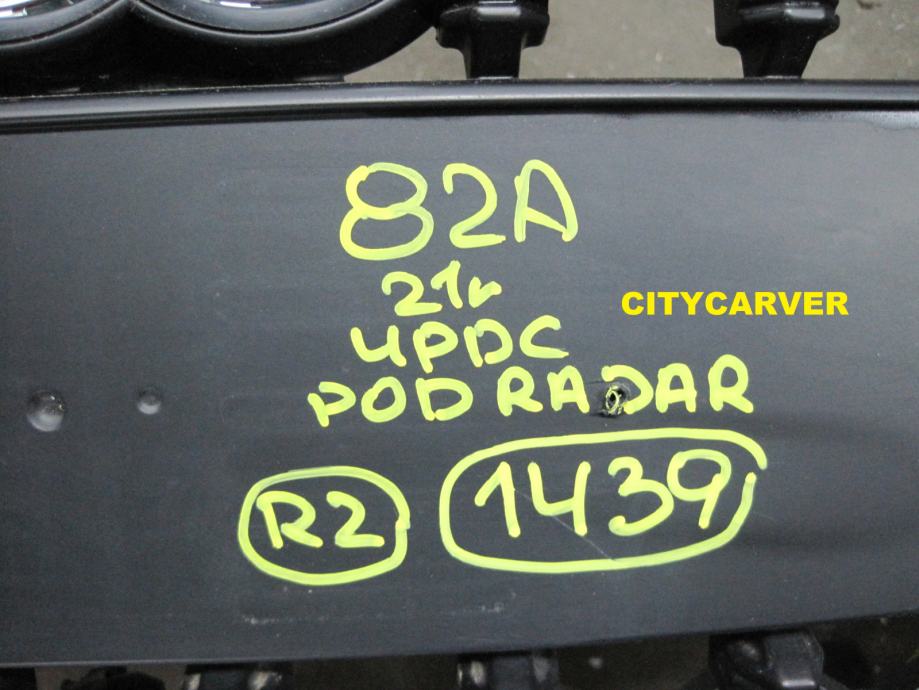 82A
21r
CITYCARVER
4PDC
POD RADAR
R2
1439